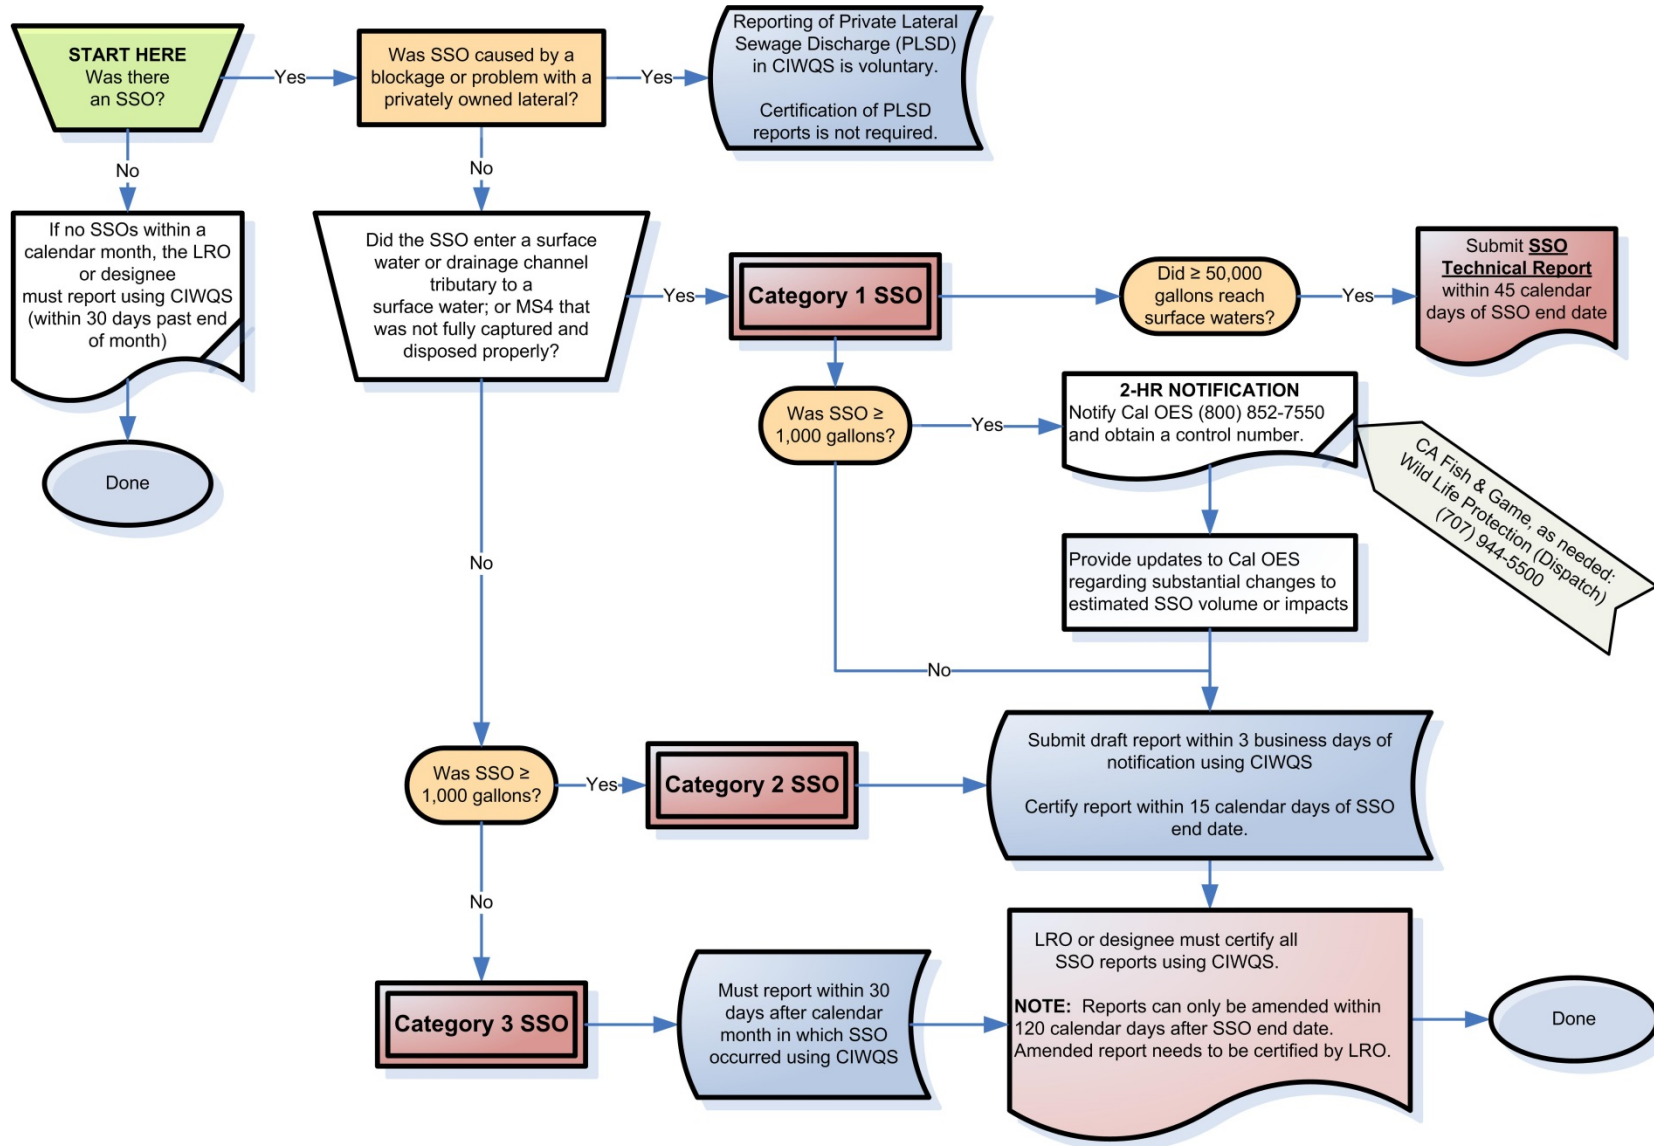 START HERE
Was there
an SSO?
Yes
Was SSO caused by a
blockage or problem with a
privately owned lateral?
Yes
Reporting of Private Lateral
Sewage Discharge (PLSD)
in CIWQS is voluntary.
Certification of PLSD
reports is not required.
No
No
If no SSOs within a
calendar month, the LRO
or designee
must report using CIWQS
(within 30 days past end
of month)
Done
Did the SSO enter a surface
water or drainage channel
tributary to a
surface water; or MS4 that
was not fully captured and
disposed properly?
Yes
Category 1 SSO
Did ≥ 50,000
gallons reach
surface waters?
Yes
Submit SSO
Technical Report
within 45 calendar
days of SSO end date
Was SSO ≥
1,000 gallons?
Yes
2-HR NOTIFICATION
Notify Cal OES (800) 852-7550
and obtain a control number.
CA Fish & Game, as needed:
Wild Life Protection (Dispatch)
(707) 944-5500
Provide updates to Cal OES
regarding substantial changes to
estimated SSO volume or impacts
No
No
Was SSO ≥
1,000 gallons?
Yes
Category 2 SSO
Submit draft report within 3 business days of
notification using CIWQS
Certify report within 15 calendar days of SSO
end date.
No
Category 3 SSO
Must report within 30
days after calendar
month in which SSO
occurred using CIWQS
LRO or designee must certify all
SSO reports using CIWQS.
NOTE: Reports can only be amended within
120 calendar days after SSO end date.
Amended report needs to be certified by LRO.
Done